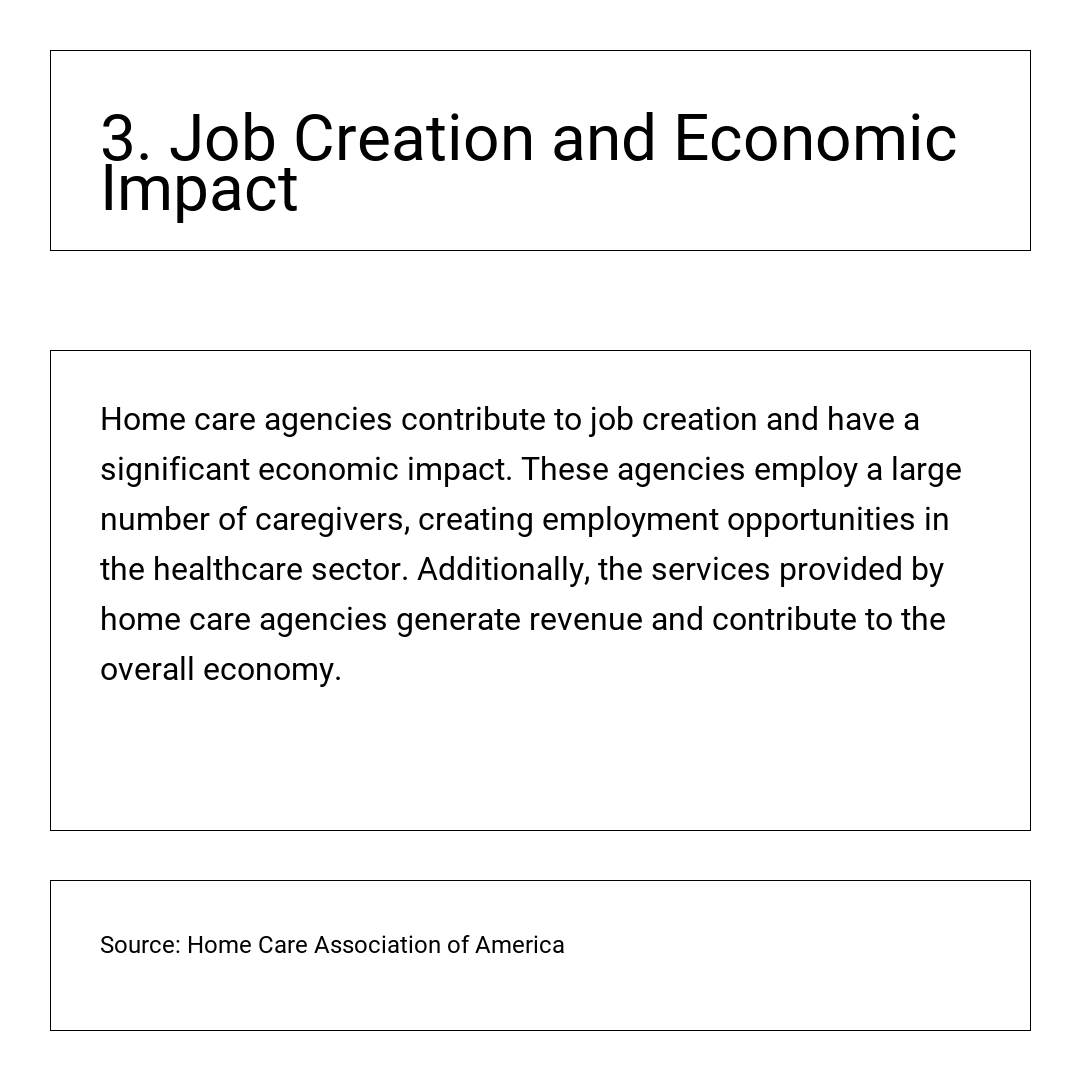 3. Job Creation and Economic
Impact
Home care agencies contribute to job creation and have a
significant economic impact. These agencies employ a large
number of caregivers, creating employment opportunities in
the healthcare sector. Additionally, the services provided by
home care agencies generate revenue and contribute to the
overall economy.
Source: Home Care Association of America